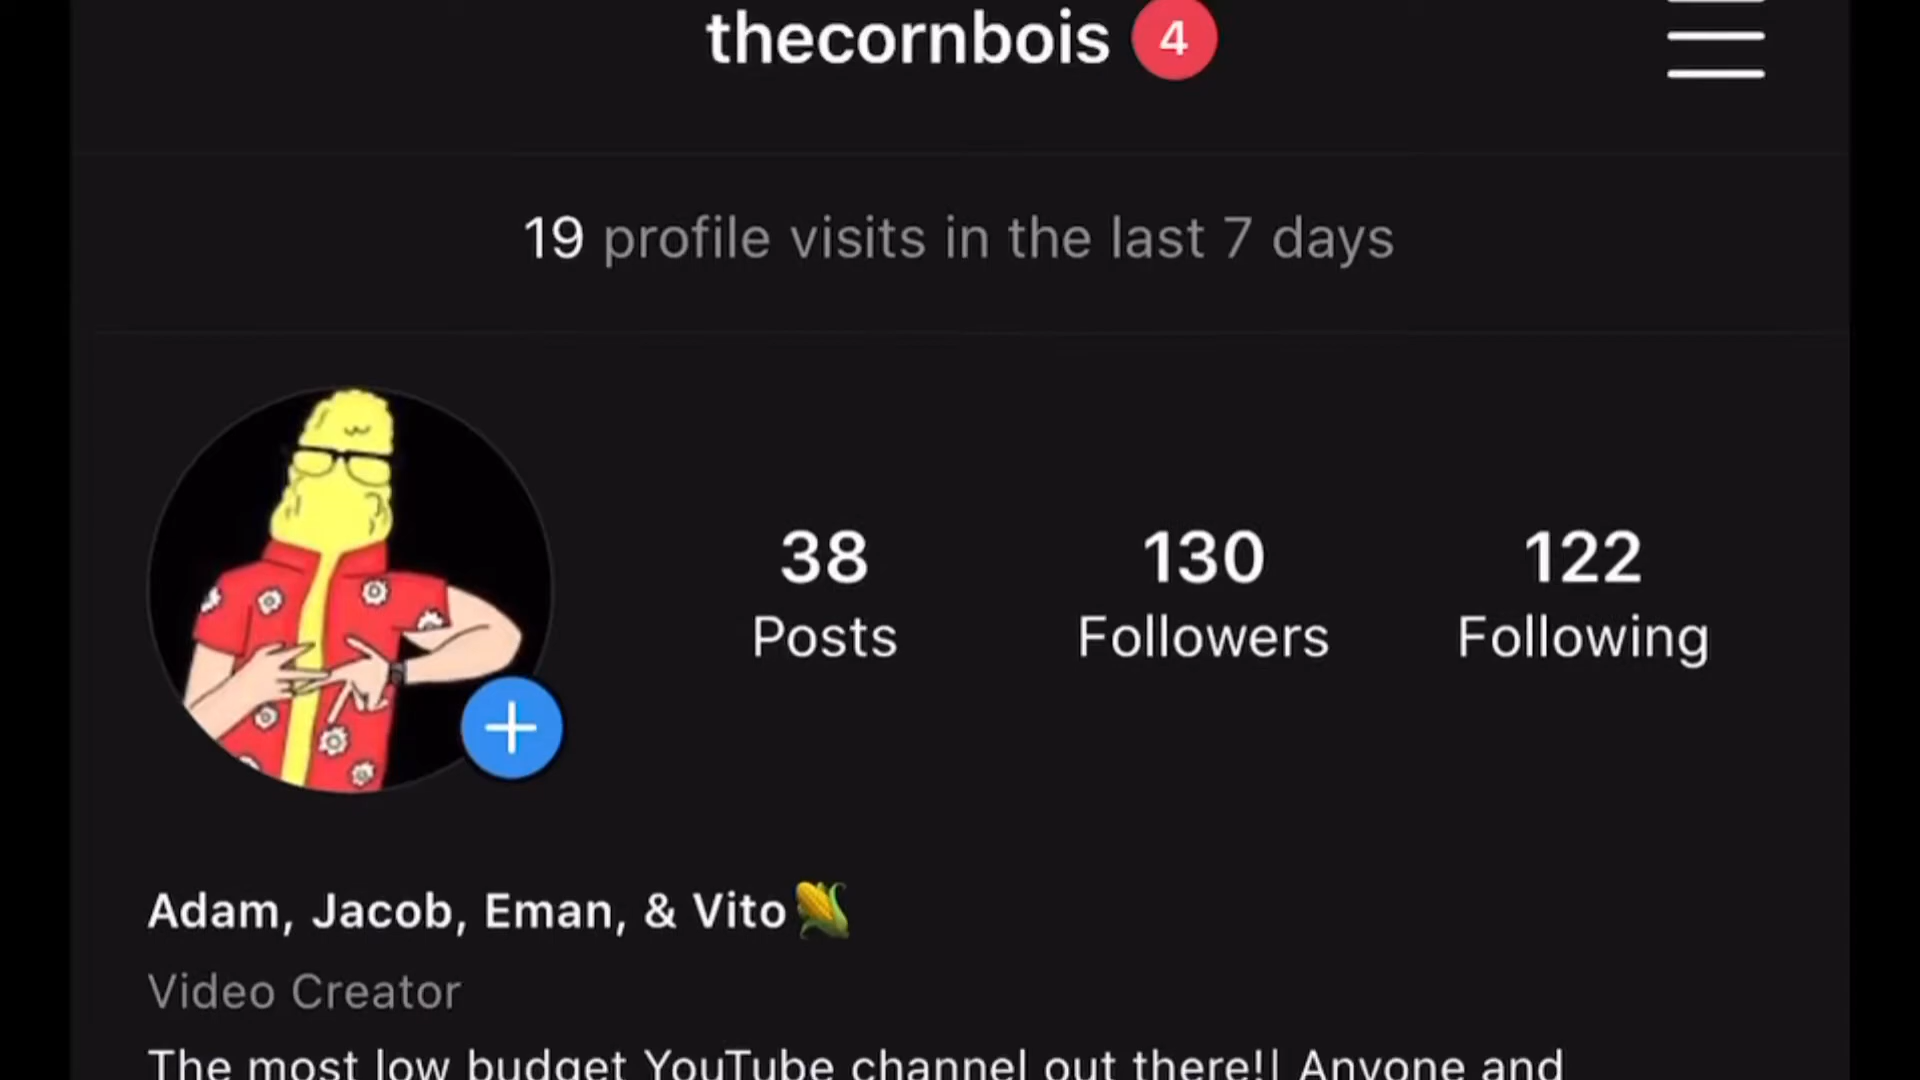 thecornbois 4
19 profile visits in the last 7 days
38 130 122
Posts Followers Following
Adam, Jacob, Eman, & Vito🌽
Video Creator
The most low budget YouTube channel out there!| Anyone and